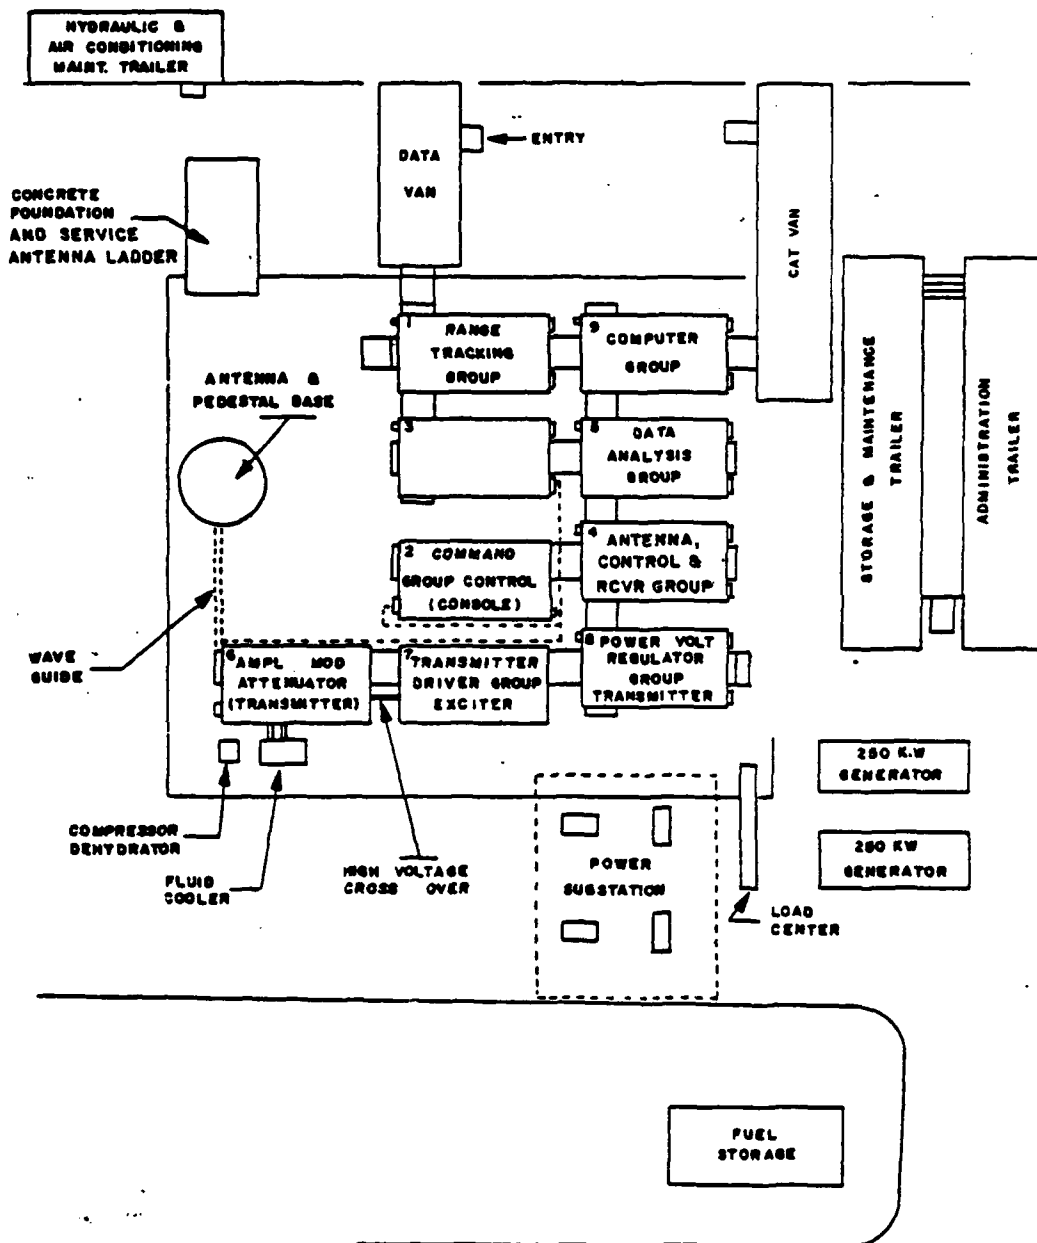 HYDRAULIC &
AIR CONDITIONING
MAINT. TRAILER
ENTRY
DATA
VAN
CAT VAN
CONCRETE
FOUNDATION
AND SERVICE
ANTENNA LADDER
1
RANGE
TRACKING
GROUP
9
COMPUTER
GROUP
STORAGE & MAINTENANCE
TRAILER
ADMINISTRATION
TRAILER
ANTENNA &
PEDESTAL BASE
3
5
DATA
ANALYSIS
GROUP
2
COMMAND
GROUP CONTROL
(CONSOLE)
4
ANTENNA,
CONTROL &
RCVR GROUP
WAVE
GUIDE
6
AMPL MOD
ATTENUATOR
(TRANSMITTER)
7
TRANSMITTER
DRIVER GROUP
EXCITER
8
POWER VOLT
REGULATOR
GROUP
TRANSMITTER
250 K.W
GENERATOR
COMPRESSOR
DEHYDRATOR
FLUID
COOLER
HIGH VOLTAGE
CROSS OVER
POWER
SUBSTATION
LOAD
CENTER
250 KW
GENERATOR
FUEL
STORAGE